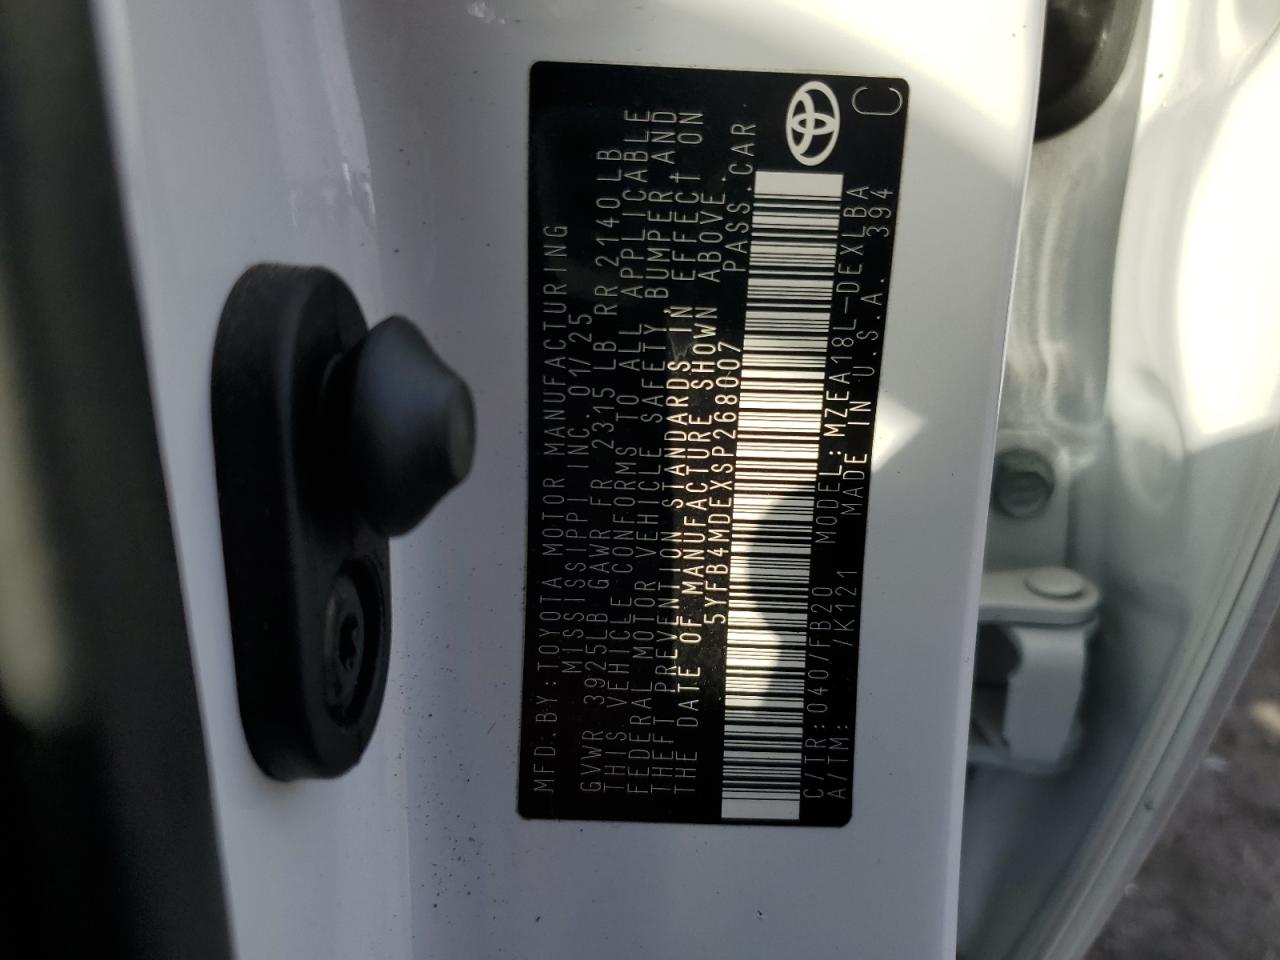 MFD. BY: TOYOTA MOTOR MANUFACTURING
MISSISSIPPI INC. 01/25
GVWR 3925LB GAWR FR 2315 LB RR 2140LB
THIS VEHICLE CONFORMS TO ALL APPLICABLE
FEDERAL MOTOR VEHICLE SAFETY, BUMPER AND
THEFT PREVENTION STANDARDS IN EFFECT ON
THE DATE OF MANUFACTURE SHOWN ABOVE.
5YFB4MDEXSP268007 PASS. CAR
C/TR: 040/FB20 MODEL: MZEA18L-DEXLBA
A/TM: /K121 MADE IN U.S.A. 394
C